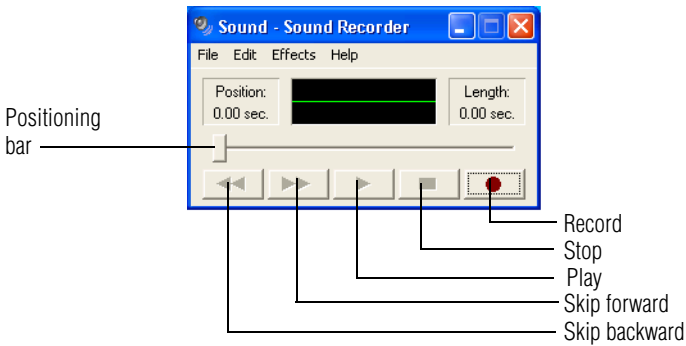 Sound - Sound Recorder
File Edit Effects Help
Position:
0.00 sec.
Length:
0.00 sec.
Positioning
bar
Record
Stop
Play
Skip forward
Skip backward